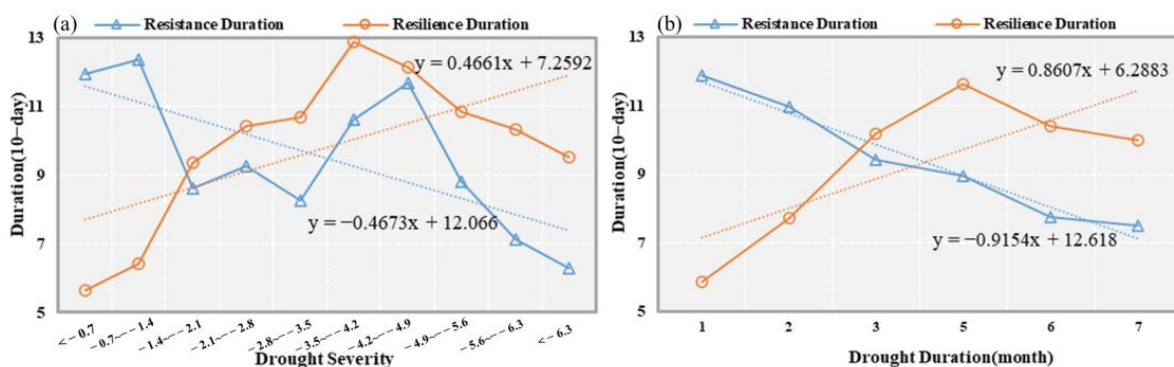 (a) Resistance Duration Resilience Duration
13
11
9
7
5
Duration(10−day)
y = 0.4661x + 7.2592
y = −0.4673x + 12.066
<−0.7 −0.7~−1.4 −1.4~−2.1 −2.1~−2.8 −2.8~−3.5 −3.5~−4.2 −4.2~−4.9 −4.9~−5.6 −5.6~−6.3 <−6.3
Drought Severity
(b) Resistance Duration Resilience Duration
13
11
9
7
5
Duration(10−day)
y = 0.8607x + 6.2883
y = −0.9154x + 12.618
1 2 3 5 6 7
Drought Duration(month)